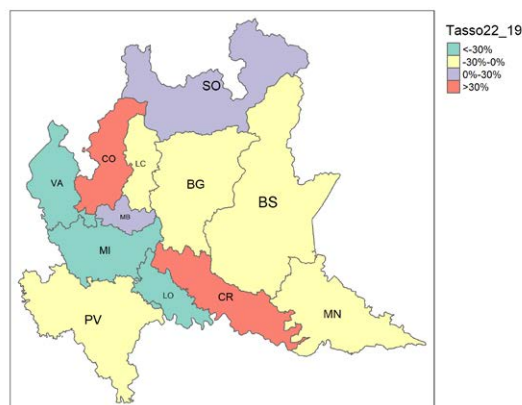 Tasso22_19
<-30%
-30%-0%
0%-30%
>30%
SO
CO
LC
VA
BG
BS
MB
MI
LO
CR
PV
MN